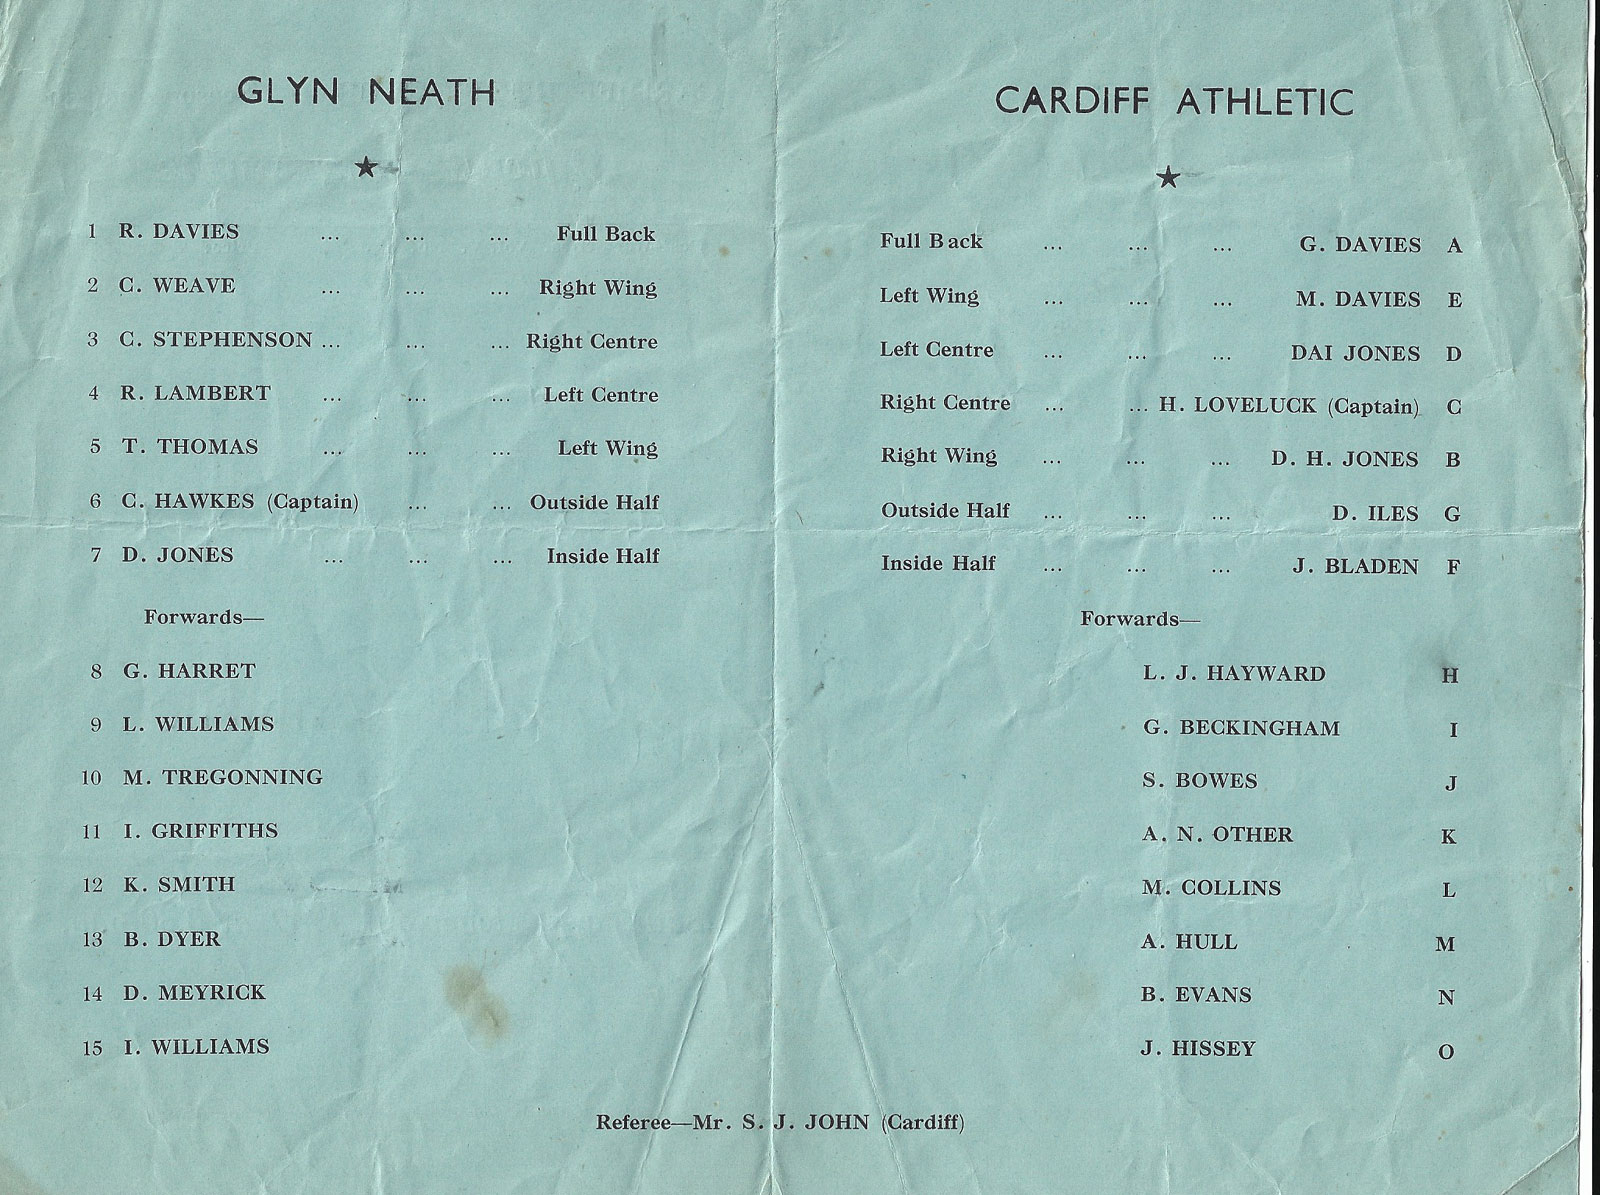 GLYN NEATH
★
1 R. DAVIES ... ... ... Full Back
2 C. WEAVE ... ... ... Right Wing
3 C. STEPHENSON ... ... ... Right Centre
4 R. LAMBERT ... ... ... Left Centre
5 T. THOMAS ... ... ... Left Wing
6 C. HAWKES (Captain) ... ... Outside Half
7 D. JONES ... ... ... Inside Half
Forwards—
8 G. HARRET
9 L. WILLIAMS
10 M. TREGONNING
11 I. GRIFFITHS
12 K. SMITH
13 B. DYER
14 D. MEYRICK
15 I. WILLIAMS
CARDIFF ATHLETIC
★
Full Back ... ... ... G. DAVIES A
Left Wing ... ... ... M. DAVIES E
Left Centre ... ... ... DAI JONES D
Right Centre ... ... H. LOVELUCK (Captain) C
Right Wing ... ... ... D. H. JONES B
Outside Half ... ... ... D. ILES G
Inside Half ... ... ... J. BLADEN F
Forwards—
L. J. HAYWARD H
G. BECKINGHAM I
S. BOWES J
A. N. OTHER K
M. COLLINS L
A. HULL M
B. EVANS N
J. HISSEY O
Referee—Mr. S. J. JOHN (Cardiff)